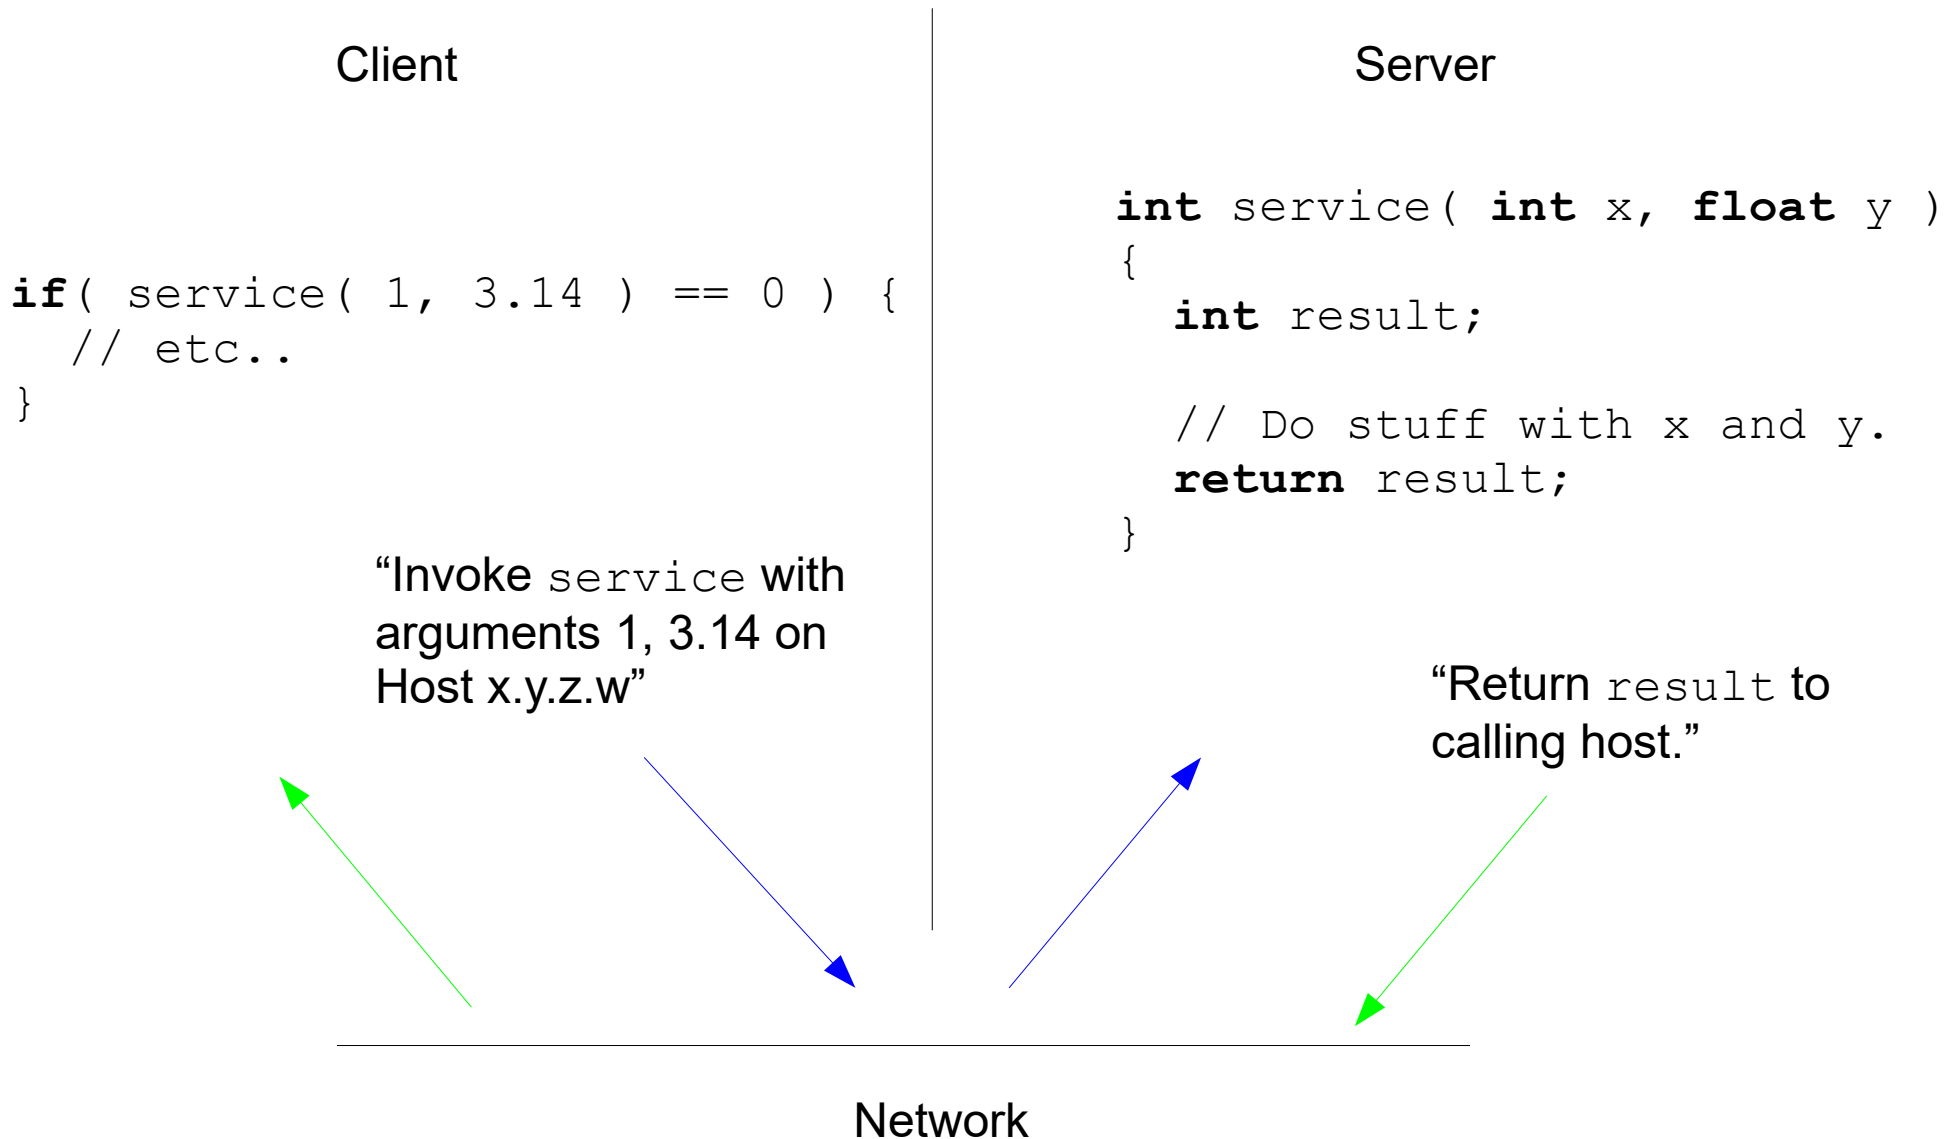 Client
if( service( 1, 3.14 ) == 0 ) {
  // etc..
}
“Invoke service with
arguments 1, 3.14 on
Host x.y.z.w”
Server
int service( int x, float y )
{
  int result;
  // Do stuff with x and y.
  return result;
}
“Return result to
calling host.”
Network